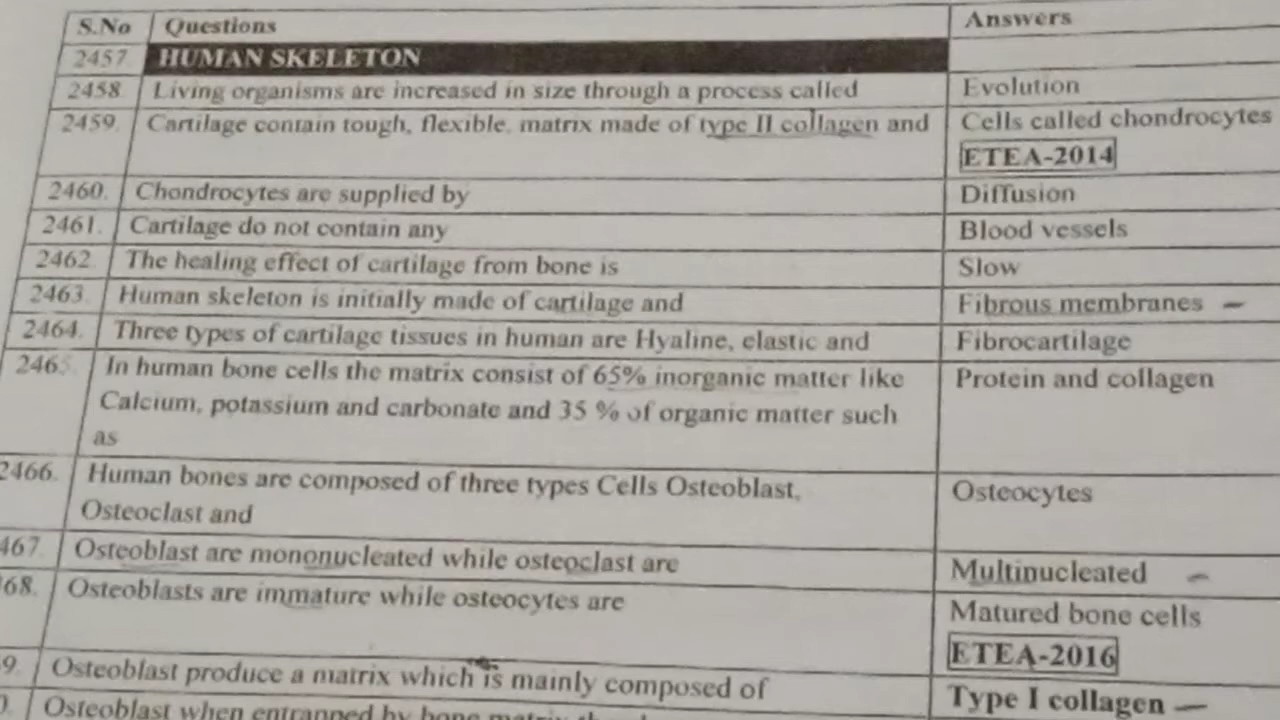 S.No Questions Answers
2457. HUMAN SKELETON
2458 Living organisms are increased in size through a process called Evolution
2459. Cartilage contain tough, flexible, matrix made of type II collagen and Cells called chondrocytes
ETEA-2014
2460. Chondrocytes are supplied by Diffusion
2461. Cartilage do not contain any Blood vessels
2462. The healing effect of cartilage from bone is Slow
2463. Human skeleton is initially made of cartilage and Fibrous membranes
2464. Three types of cartilage tissues in human are Hyaline, elastic and Fibrocartilage
2465. In human bone cells the matrix consist of 65% inorganic matter like Protein and collagen
Calcium, potassium and carbonate and 35 % of organic matter such
as
2466. Human bones are composed of three types Cells Osteoblast, Osteocytes
Osteoclast and
467. Osteoblast are mononucleated while osteoclast are Multinucleated
68. Osteoblasts are immature while osteocytes are Matured bone cells
ETEA-2016
9. Osteoblast produce a matrix which is mainly composed of Type I collagen
Osteoblast when entrapped by bone matrix